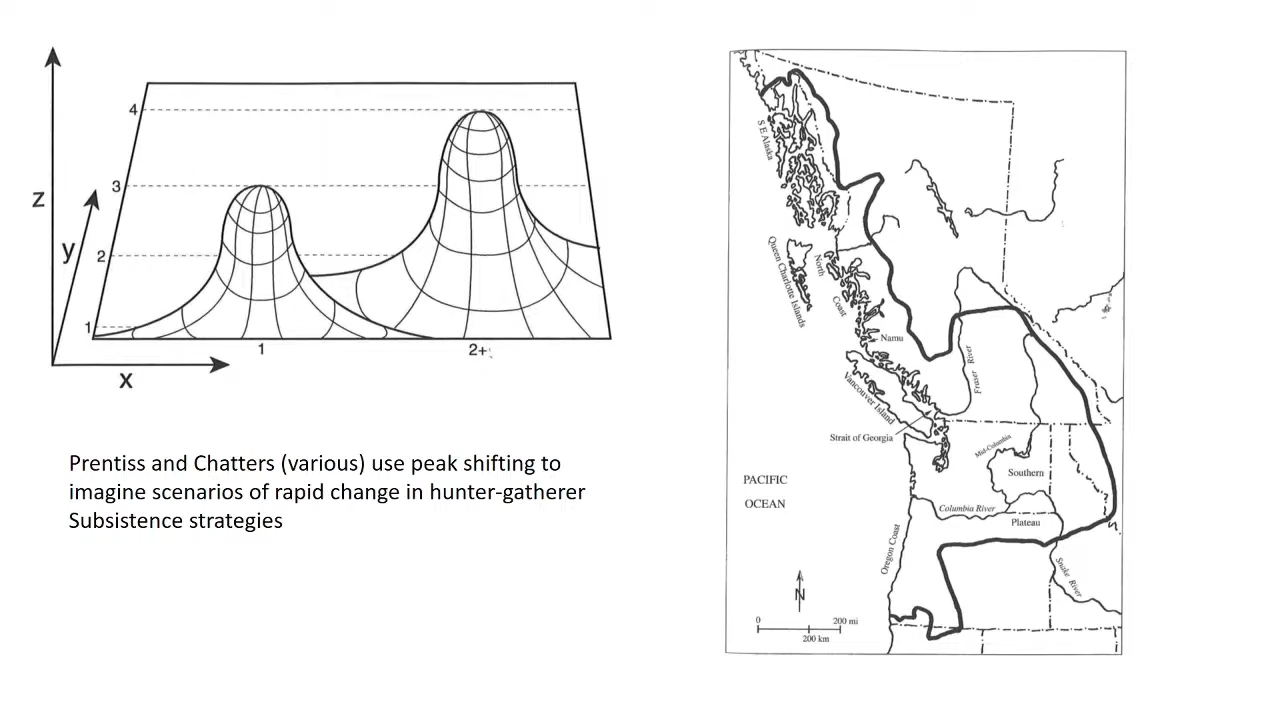 z
y
x
4
3
2
1
1
2+
Prentiss and Chatters (various) use peak shifting to
imagine scenarios of rapid change in hunter-gatherer
Subsistence strategies
S E Alaska
Queen Charlotte Islands
North
Coast
Namu
Fraser River
Vancouver Island
Strait of Georgia
Mid-Columbia
Southern
PACIFIC
OCEAN
Columbia River
Plateau
Oregon Coast
Snake River
N
0
200 mi
200 km